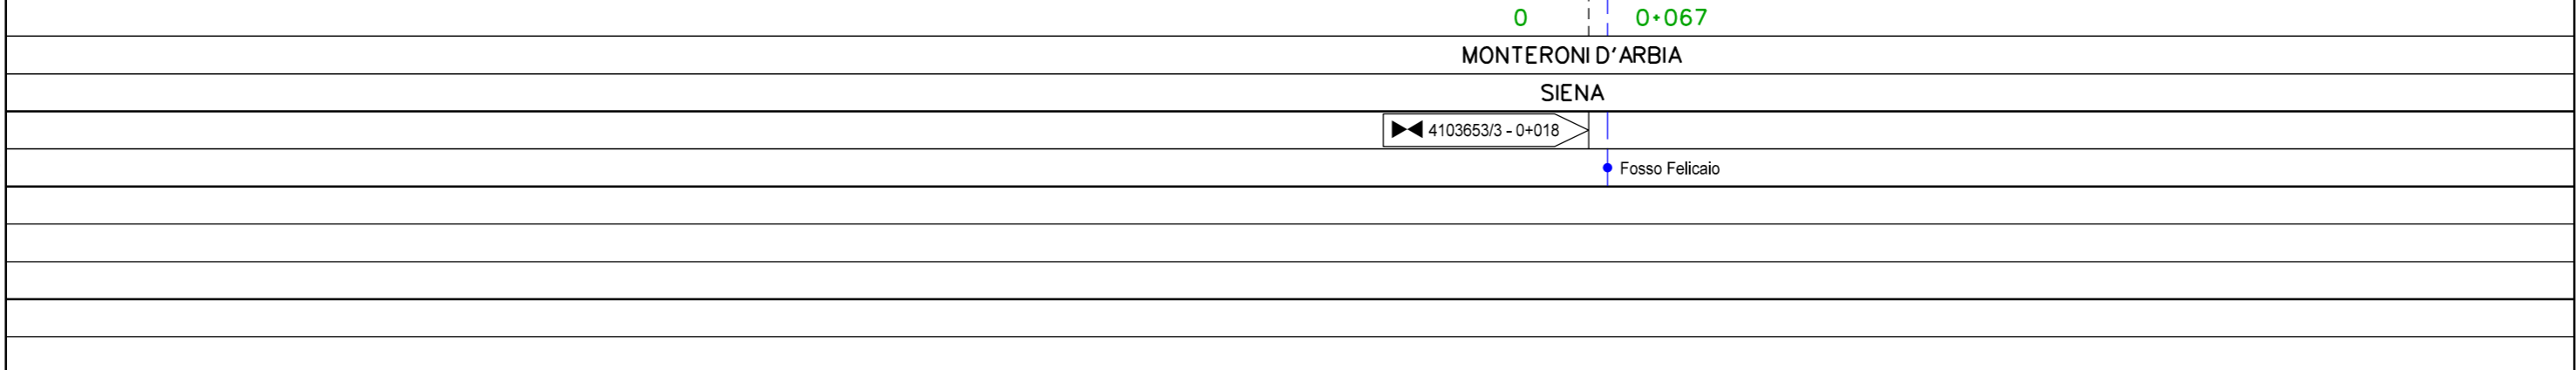 0 0+067
MONTERONI D'ARBIA
SIENA
4103653/3 - 0+018
Fosso Felicaio